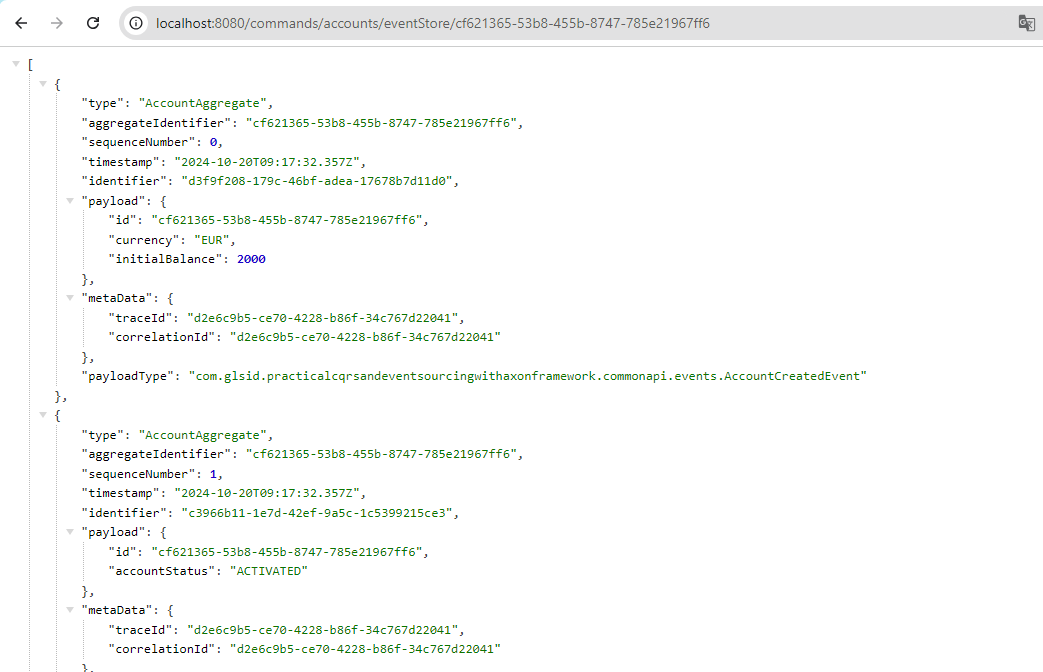 localhost:8080/commands/accounts/eventStore/cf621365-53b8-455b-8747-785e21967ff6
[
{
"type": "AccountAggregate",
"aggregateIdentifier": "cf621365-53b8-455b-8747-785e21967ff6",
"sequenceNumber": 0,
"timestamp": "2024-10-20T09:17:32.357Z",
"identifier": "d3f9f208-179c-46bf-adea-17678b7d11d0",
"payload": {
"id": "cf621365-53b8-455b-8747-785e21967ff6",
"currency": "EUR",
"initialBalance": 2000
},
"metaData": {
"traceId": "d2e6c9b5-ce70-4228-b86f-34c767d22041",
"correlationId": "d2e6c9b5-ce70-4228-b86f-34c767d22041"
},
"payloadType": "com.glsid.practicalcqrsandeventsourcingwithaxonframework.commonapi.events.AccountCreatedEvent"
},
{
"type": "AccountAggregate",
"aggregateIdentifier": "cf621365-53b8-455b-8747-785e21967ff6",
"sequenceNumber": 1,
"timestamp": "2024-10-20T09:17:32.357Z",
"identifier": "c3966b11-1e7d-42ef-9a5c-1c5399215ce3",
"payload": {
"id": "cf621365-53b8-455b-8747-785e21967ff6",
"accountStatus": "ACTIVATED"
},
"metaData": {
"traceId": "d2e6c9b5-ce70-4228-b86f-34c767d22041",
"correlationId": "d2e6c9b5-ce70-4228-b86f-34c767d22041"
},